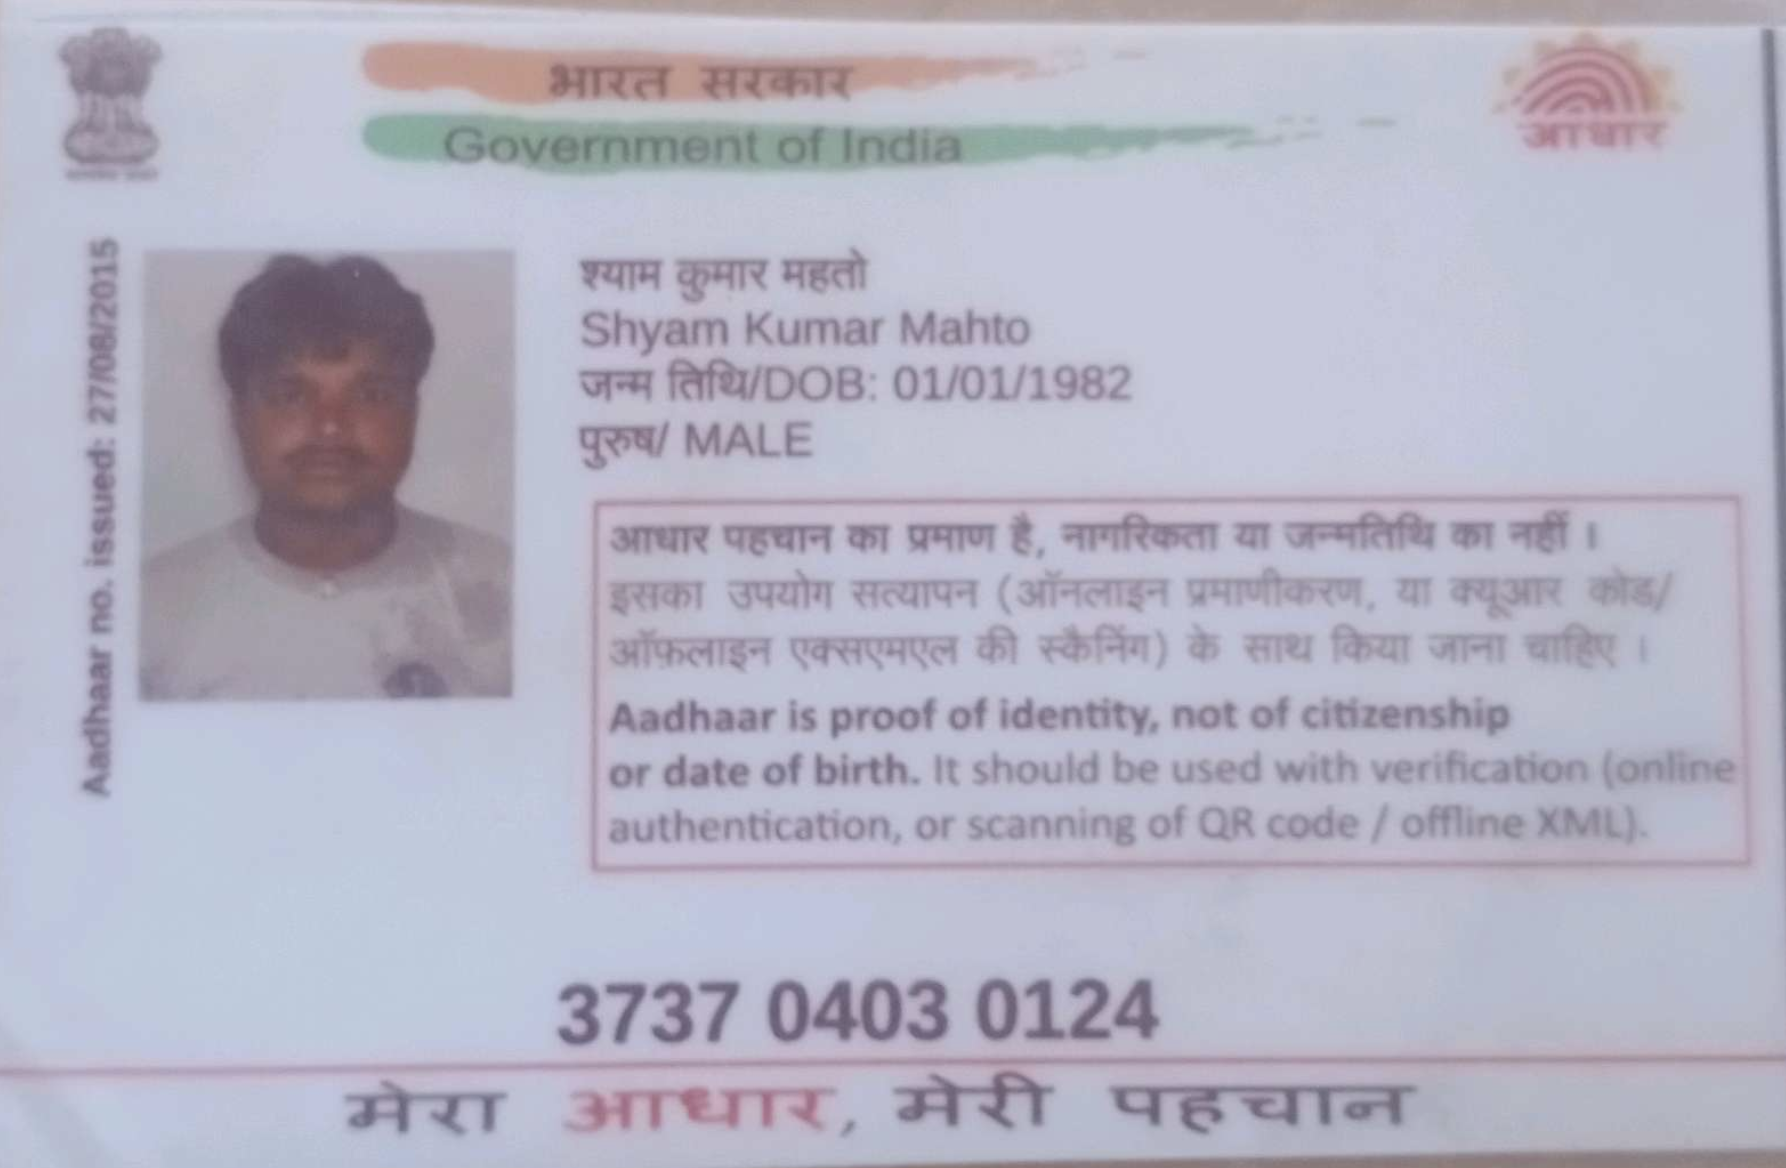 भारत सरकार
Government of India
आधार
Aadhaar no. issued: 27/08/2015
श्याम कुमार महतो
Shyam Kumar Mahto
जन्म तिथि/DOB: 01/01/1982
पुरुष/ MALE
आधार पहचान का प्रमाण है, नागरिकता या जन्मतिथि का नहीं ।
इसका उपयोग सत्यापन (ऑनलाइन प्रमाणीकरण, या क्यूआर कोड/
ऑफ़लाइन एक्सएमएल की स्कैनिंग) के साथ किया जाना चाहिए ।
Aadhaar is proof of identity, not of citizenship
or date of birth. It should be used with verification (online
authentication, or scanning of QR code / offline XML).
3737 0403 0124
मेरा आधार, मेरी पहचान